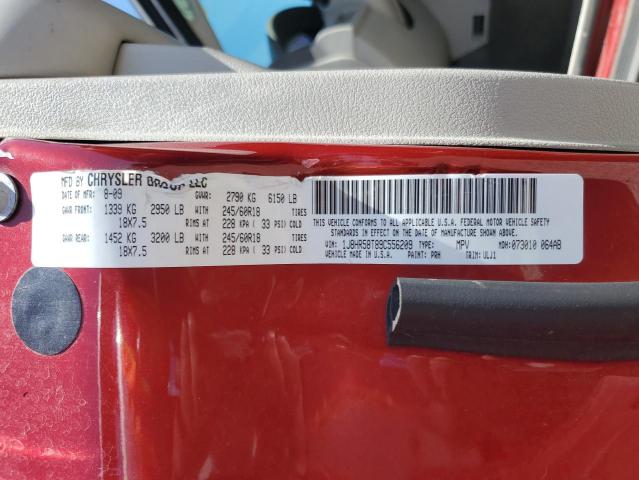 MFD BY CHRYSLER GROUP LLC
DATE OF MFR: 8-09 GVWR: 2790 KG 6150 LB
GAWR FRONT: 1339 KG 2950 LB WITH 245/60R18 TIRES
18X7.5 RIMS AT 228 KPA ( 33 PSI) COLD
GAWR REAR: 1452 KG 3200 LB WITH 245/60R18 TIRES
18X7.5 RIMS AT 228 KPA ( 33 PSI) COLD
THIS VEHICLE CONFORMS TO ALL APPLICABLE U.S.A. FEDERAL MOTOR VEHICLE SAFETY
STANDARDS IN EFFECT ON THE DATE OF MANUFACTURE SHOWN ABOVE.
VIN: 1J8HR58T09C556209 TYPE: MPV MDH: 073010 064AB
VEHICLE MADE IN U.S.A. PAINT: PRH TRIM: ULJ1